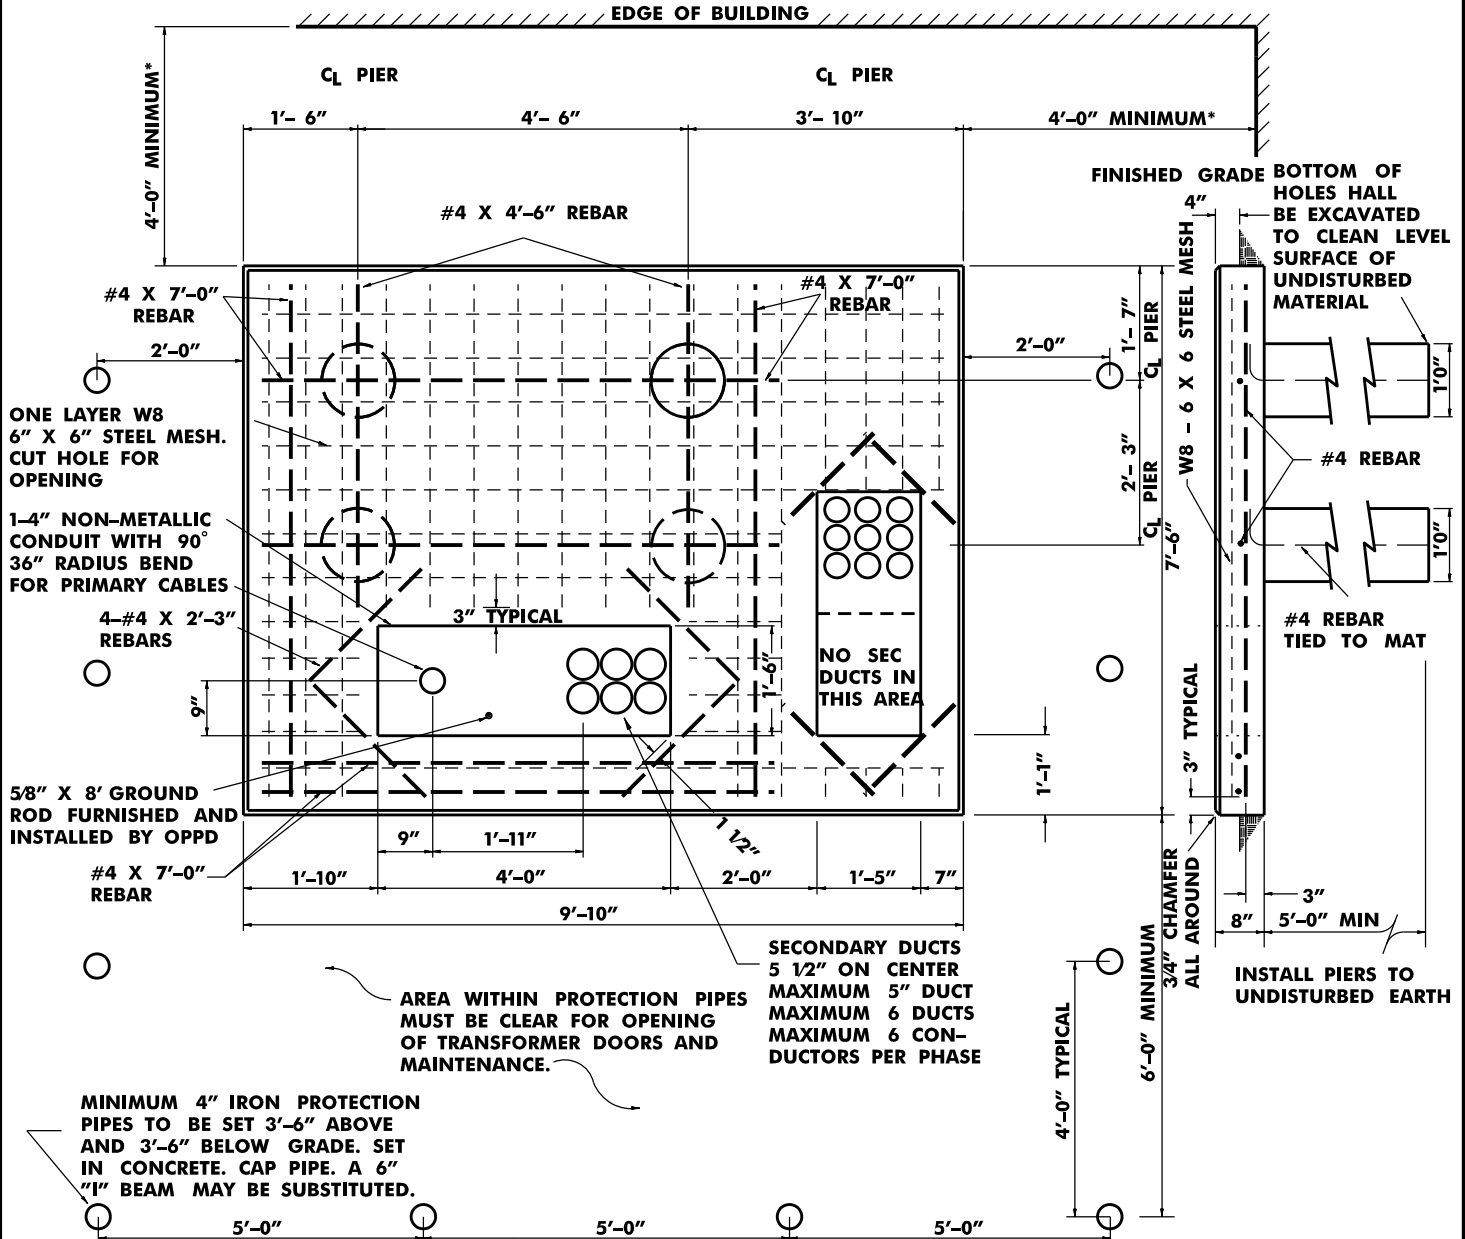 EDGE OF BUILDING
CL PIER
CL PIER
1'-6"
4'-6"
3'-10"
4'-0" MINIMUM*
4'-0" MINIMUM*
#4 X 4'-6" REBAR
#4 X 7'-0"
REBAR
#4 X 7'-0"
REBAR
2'-0"
2'-0"
ONE LAYER W8
6" X 6" STEEL MESH.
CUT HOLE FOR
OPENING
1-4" NON-METALLIC
CONDUIT WITH 90°
36" RADIUS BEND
FOR PRIMARY CABLES
4-#4 X 2'-3"
REBARS
3" TYPICAL
9"
1'-6"
NO SEC
DUCTS IN
THIS AREA
1'-7"
CL PIER
2'-3"
CL PIER
7'-6"
1'-1"
5/8" X 8' GROUND
ROD FURNISHED AND
INSTALLED BY OPPD
#4 X 7'-0"
REBAR
9"
1'-11"
1 1/2"
1'-10"
4'-0"
2'-0"
1'-5"
7"
9'-10"
FINISHED GRADE
4"
BOTTOM OF
HOLES HALL
BE EXCAVATED
TO CLEAN LEVEL
SURFACE OF
UNDISTURBED
MATERIAL
W8 - 6 X 6 STEEL MESH
1'0"
#4 REBAR
1'0"
#4 REBAR
TIED TO MAT
3" TYPICAL
3/4" CHAMFER
ALL AROUND
3"
8"
5'-0" MIN
INSTALL PIERS TO
UNDISTURBED EARTH
SECONDARY DUCTS
5 1/2" ON CENTER
MAXIMUM 5" DUCT
MAXIMUM 6 DUCTS
MAXIMUM 6 CON-
DUCTORS PER PHASE
AREA WITHIN PROTECTION PIPES
MUST BE CLEAR FOR OPENING
OF TRANSFORMER DOORS AND
MAINTENANCE.
4'-0" TYPICAL
6'-0" MINIMUM
MINIMUM 4" IRON PROTECTION
PIPES TO BE SET 3'-6" ABOVE
AND 3'-6" BELOW GRADE. SET
IN CONCRETE. CAP PIPE. A 6"
"I" BEAM MAY BE SUBSTITUTED.
5'-0"
5'-0"
5'-0"